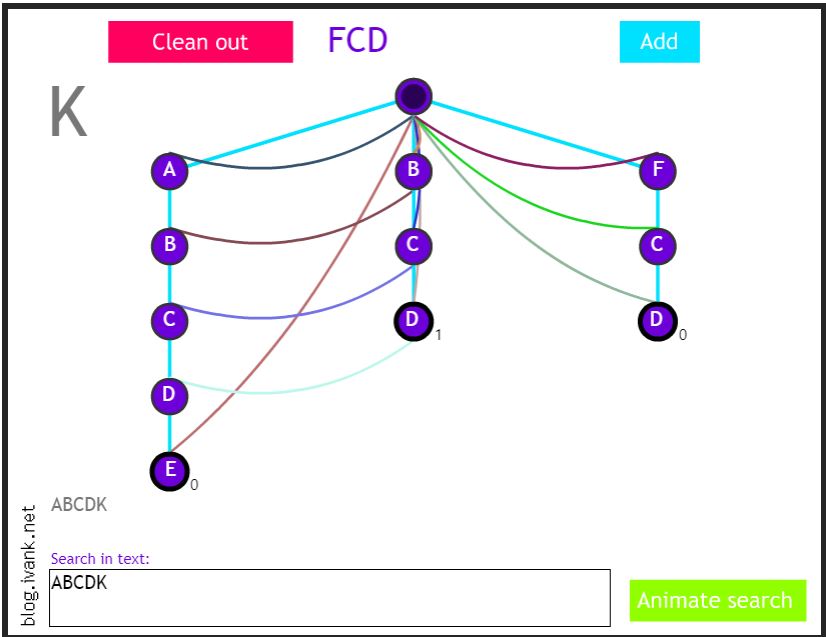 Clean out FCD Add
K
A B F
B C C
C D 1 D 0
D
E 0
ABCDK
blog.ivank.net
Search in text:
ABCDK
Animate search